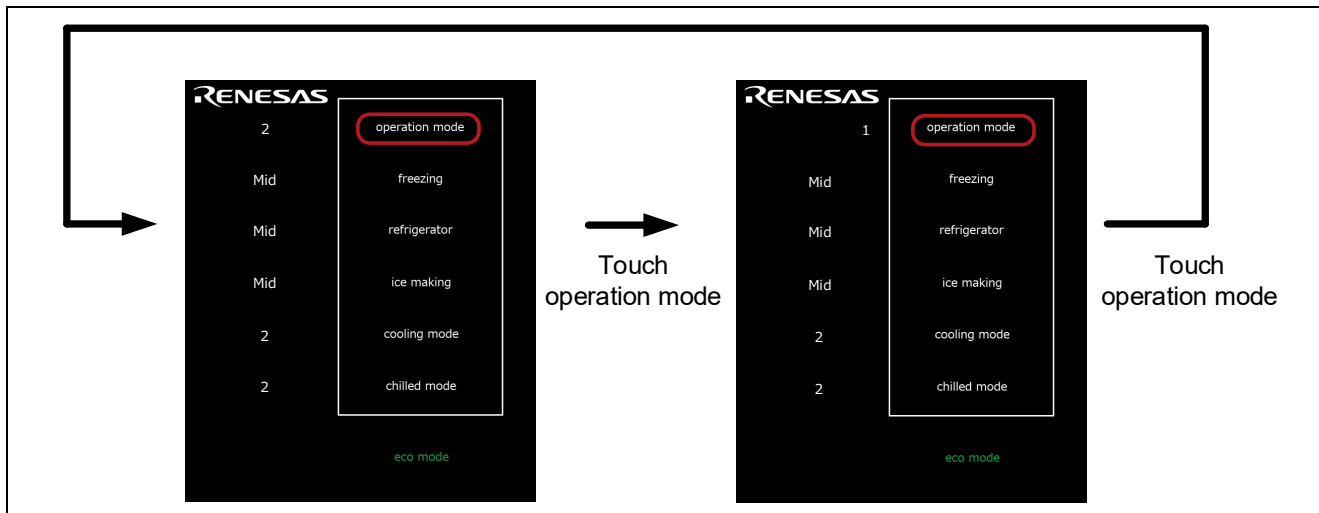 RENESAS
2 operation mode
Mid freezing
Mid refrigerator
Mid ice making
2 cooling mode
2 chilled mode
eco mode
Touch
operation mode
RENESAS
1 operation mode
Mid freezing
Mid refrigerator
Mid ice making
2 cooling mode
2 chilled mode
eco mode
Touch
operation mode